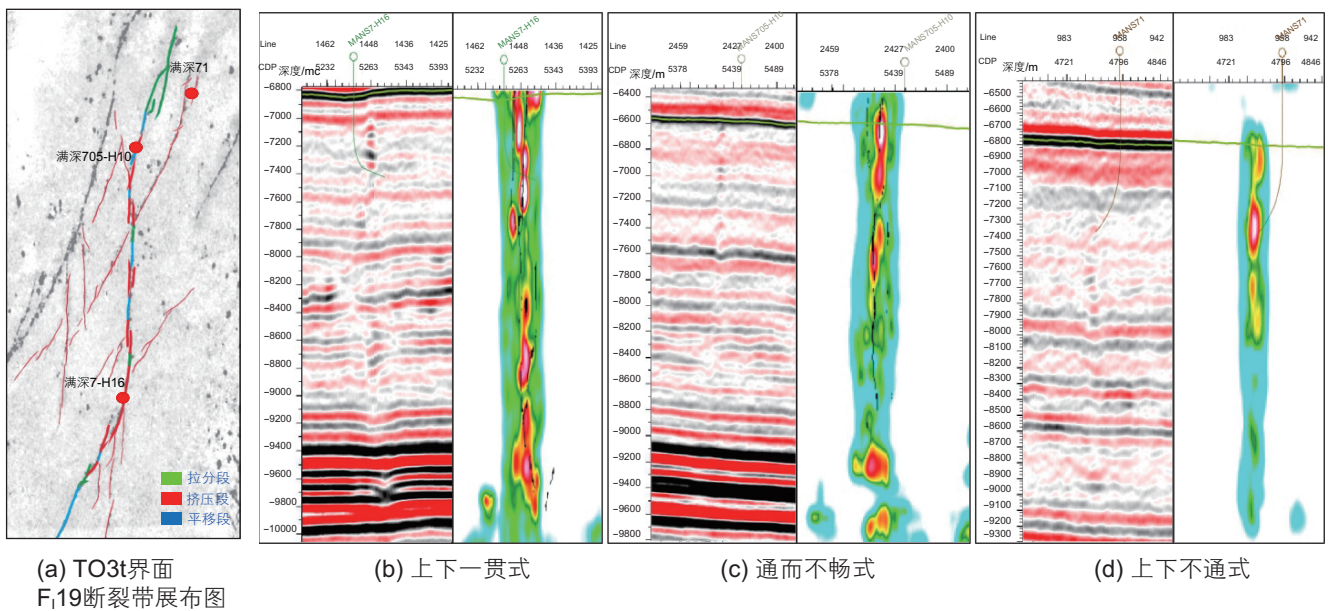 满深71
满深705-H10
满深7-H16
拉分段
挤压段
平移段
(a) TO3t界面
F₁19断裂带展布图
MANS7-H16
MANS7-H16
Line 1462 1448 1436 1425 1462 1448 1436 1425
CDP 5232 5263 5343 5393 5232 5263 5343 5393
深度/mc
-6800
-7000
-7200
-7400
-7600
-7800
-8000
-8200
-8400
-8600
-8800
-9000
-9200
-9400
-9600
-9800
-10000
(b) 上下一贯式
MANS705-H10
MANS705-H10
Line 2459 2427 2400 2459 2427 2400
CDP 5378 5439 5489 5378 5439 5489
深度/m
-6400
-6600
-6800
-7000
-7200
-7400
-7600
-7800
-8000
-8200
-8400
-8600
-8800
-9000
-9200
-9400
-9600
-9800
(c) 通而不畅式
MANS71
MANS71
Line 983 958 942 983 958 942
CDP 4721 4796 4846 4721 4796 4846
深度/m
-6500
-6600
-6700
-6800
-6900
-7000
-7100
-7200
-7300
-7400
-7500
-7600
-7700
-7800
-7900
-8000
-8100
-8200
-8300
-8400
-8500
-8600
-8700
-8800
-8900
-9000
-9100
-9200
-9300
(d) 上下不通式